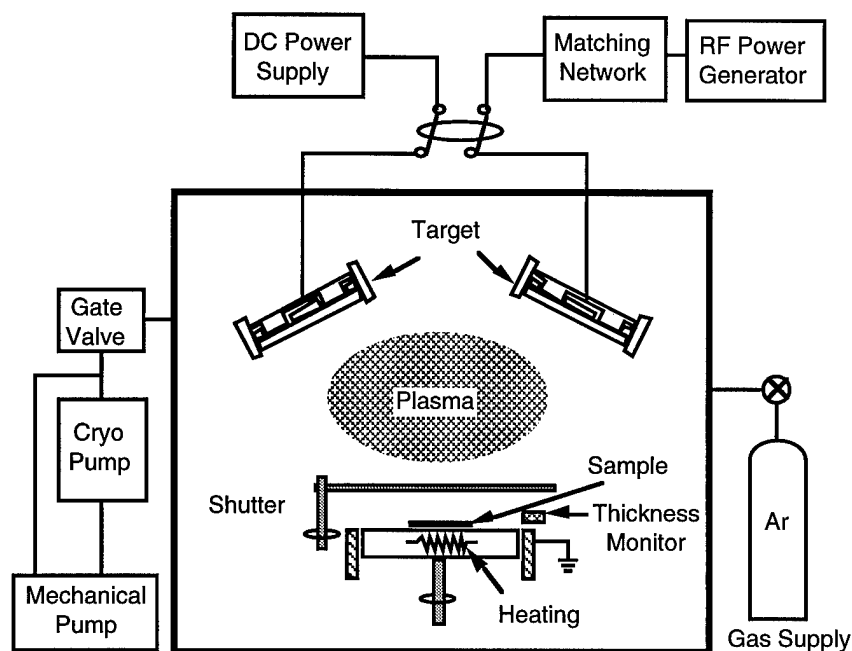 DC Power
Supply
Matching
Network
RF Power
Generator
Target
Gate
Valve
Plasma
Cryo
Pump
Shutter
Sample
Thickness
Monitor
Ar
Mechanical
Pump
Heating
Gas Supply